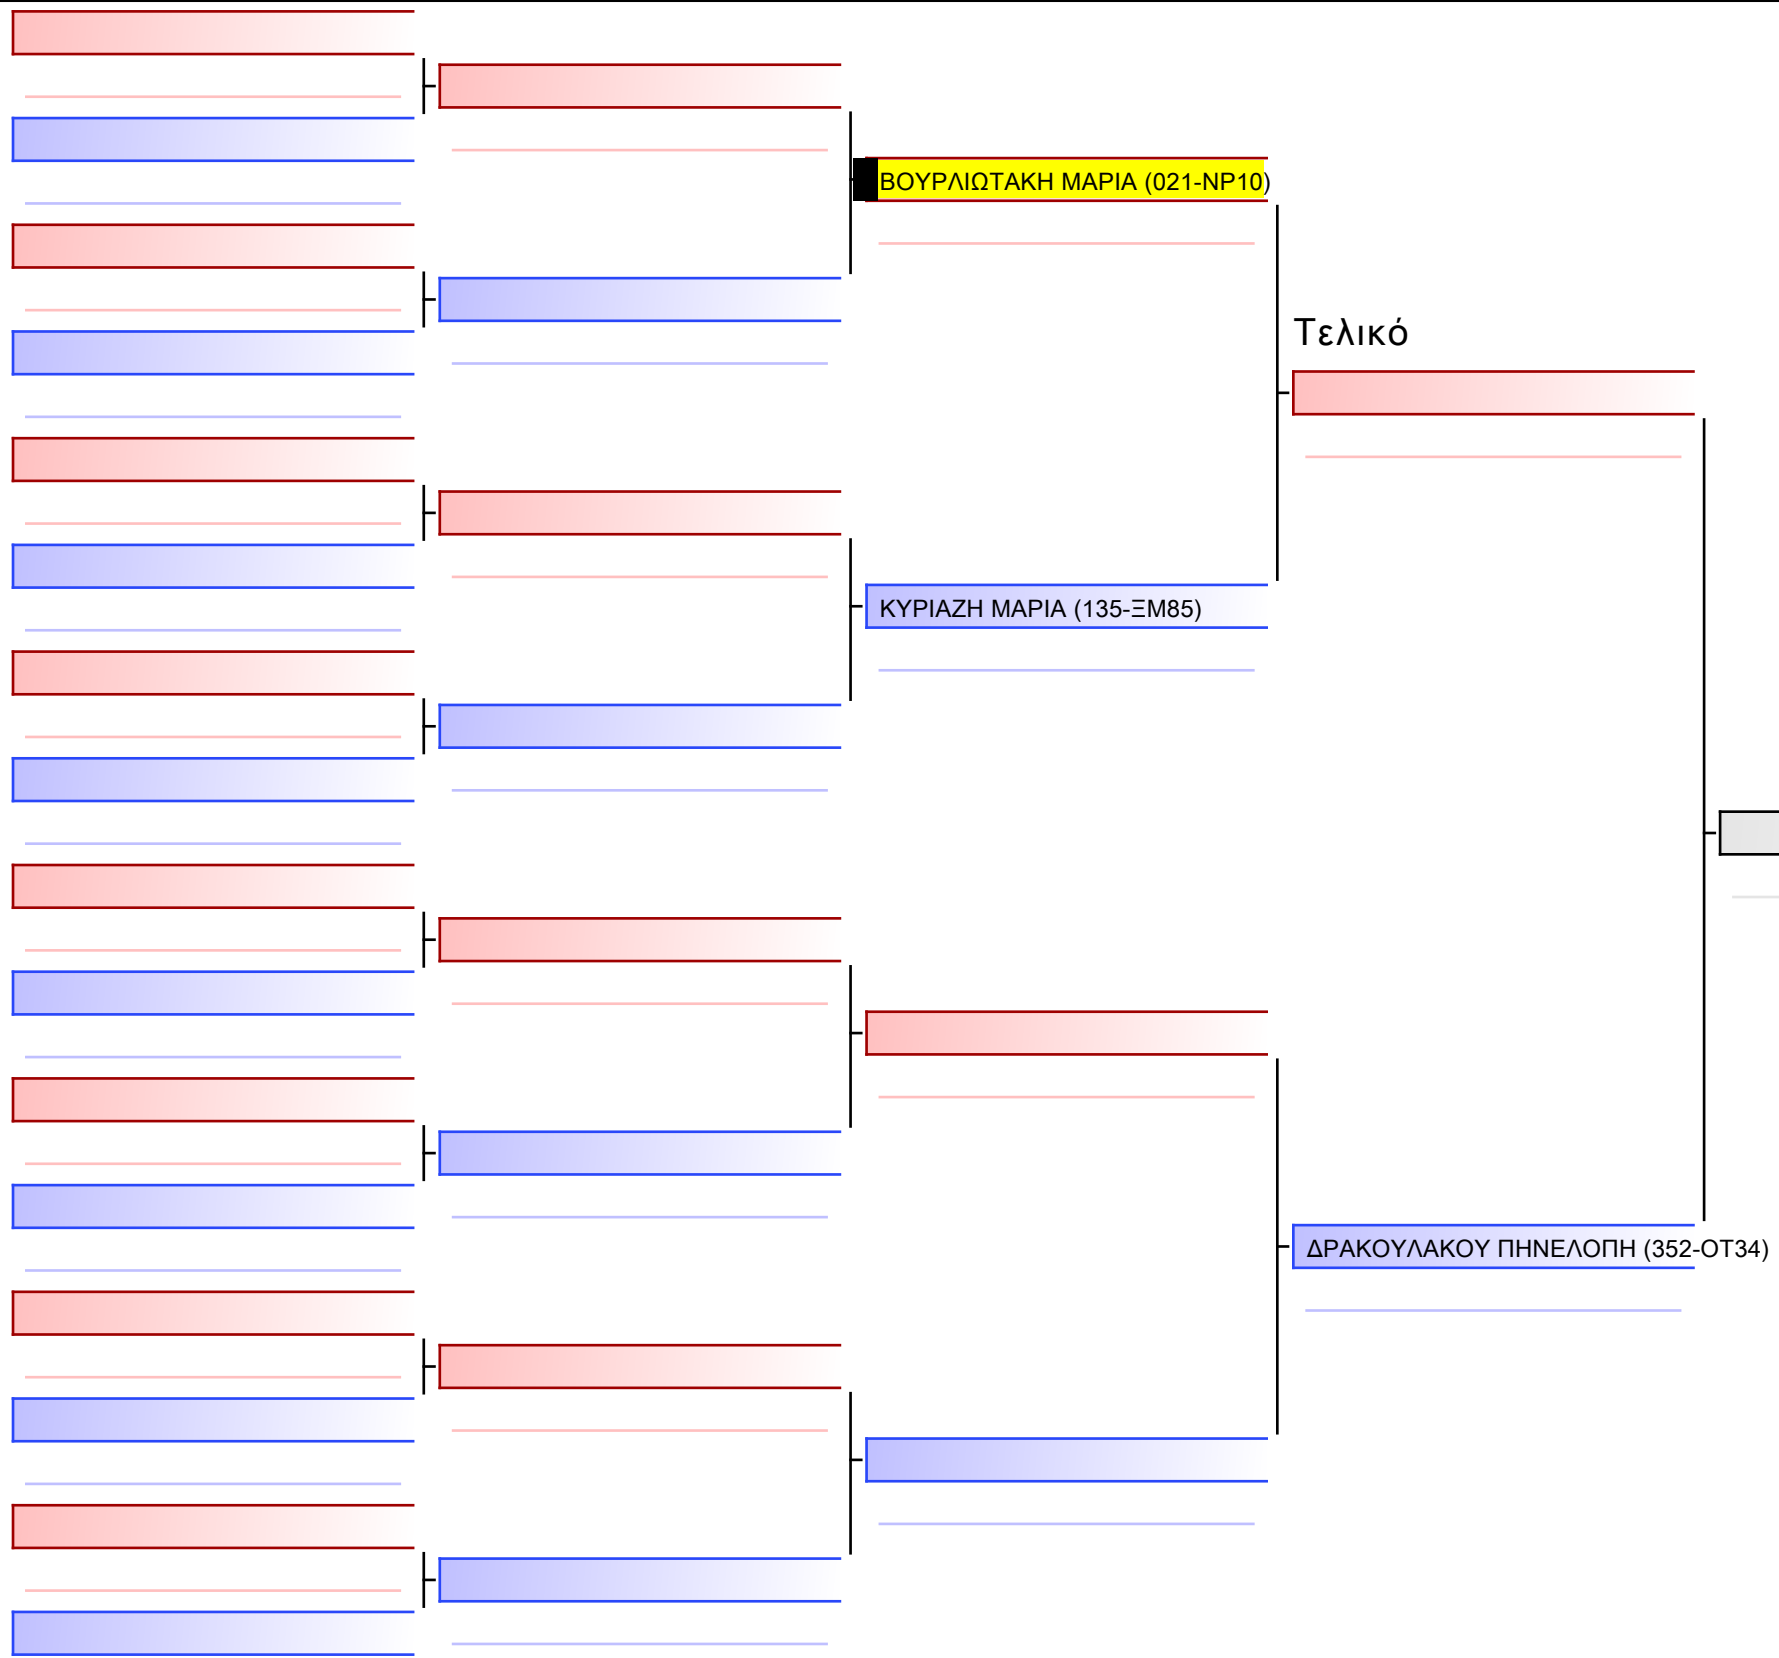 ΒΟΥΡΛΙΩΤΑΚΗ ΜΑΡΙΑ (021-ΝΡ10)
Τελικό
ΚΥΡΙΑΖΗ ΜΑΡΙΑ (135-ΞΜ85)
ΔΡΑΚΟΥΛΑΚΟΥ ΠΗΝΕΛΟΠΗ (352-ΟΤ34)